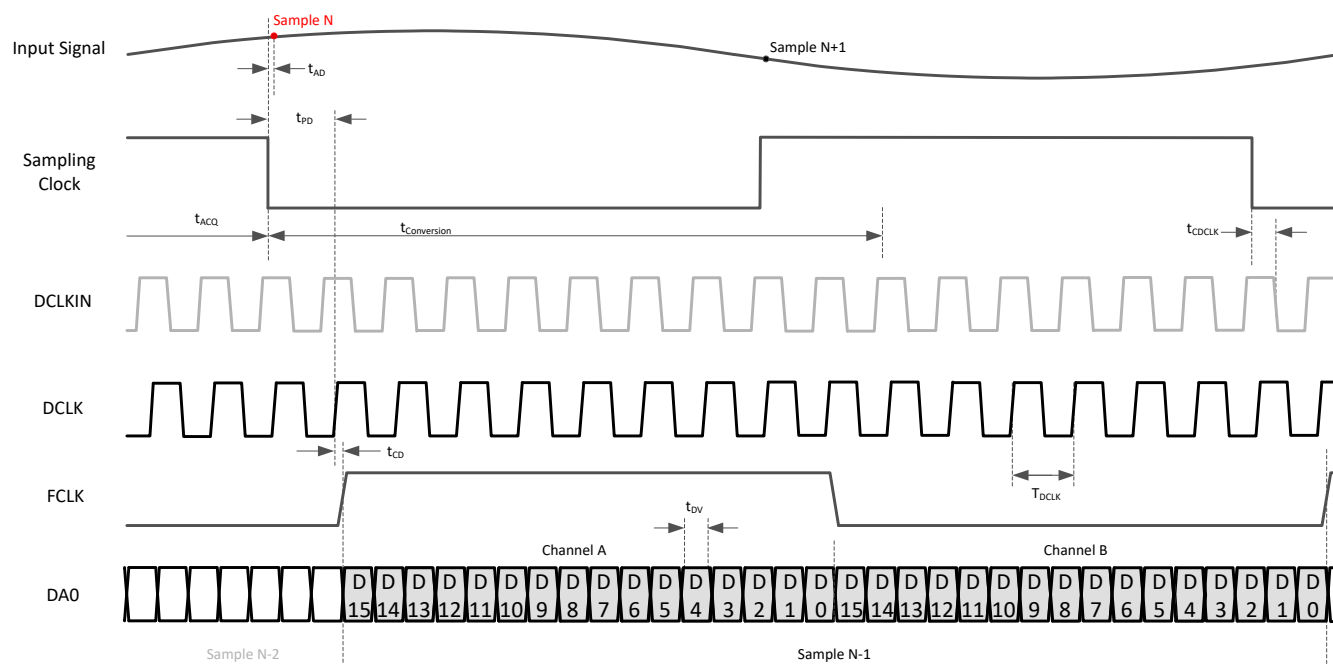 Sample N
Input Signal
Sample N+1
tAD
tPD
Sampling
Clock
tACQ
tConversion
tCDCLK
DCLKIN
DCLK
tCD
FCLK
TDCLK
tDV
Channel A
Channel B
DA0
D D D D D D D D D D D D D D D D D D D D D D D D D D D D D D D D
15 14 13 12 11 10 9 8 7 6 5 4 3 2 1 0 15 14 13 12 11 10 9 8 7 6 5 4 3 2 1 0
Sample N-2
Sample N-1